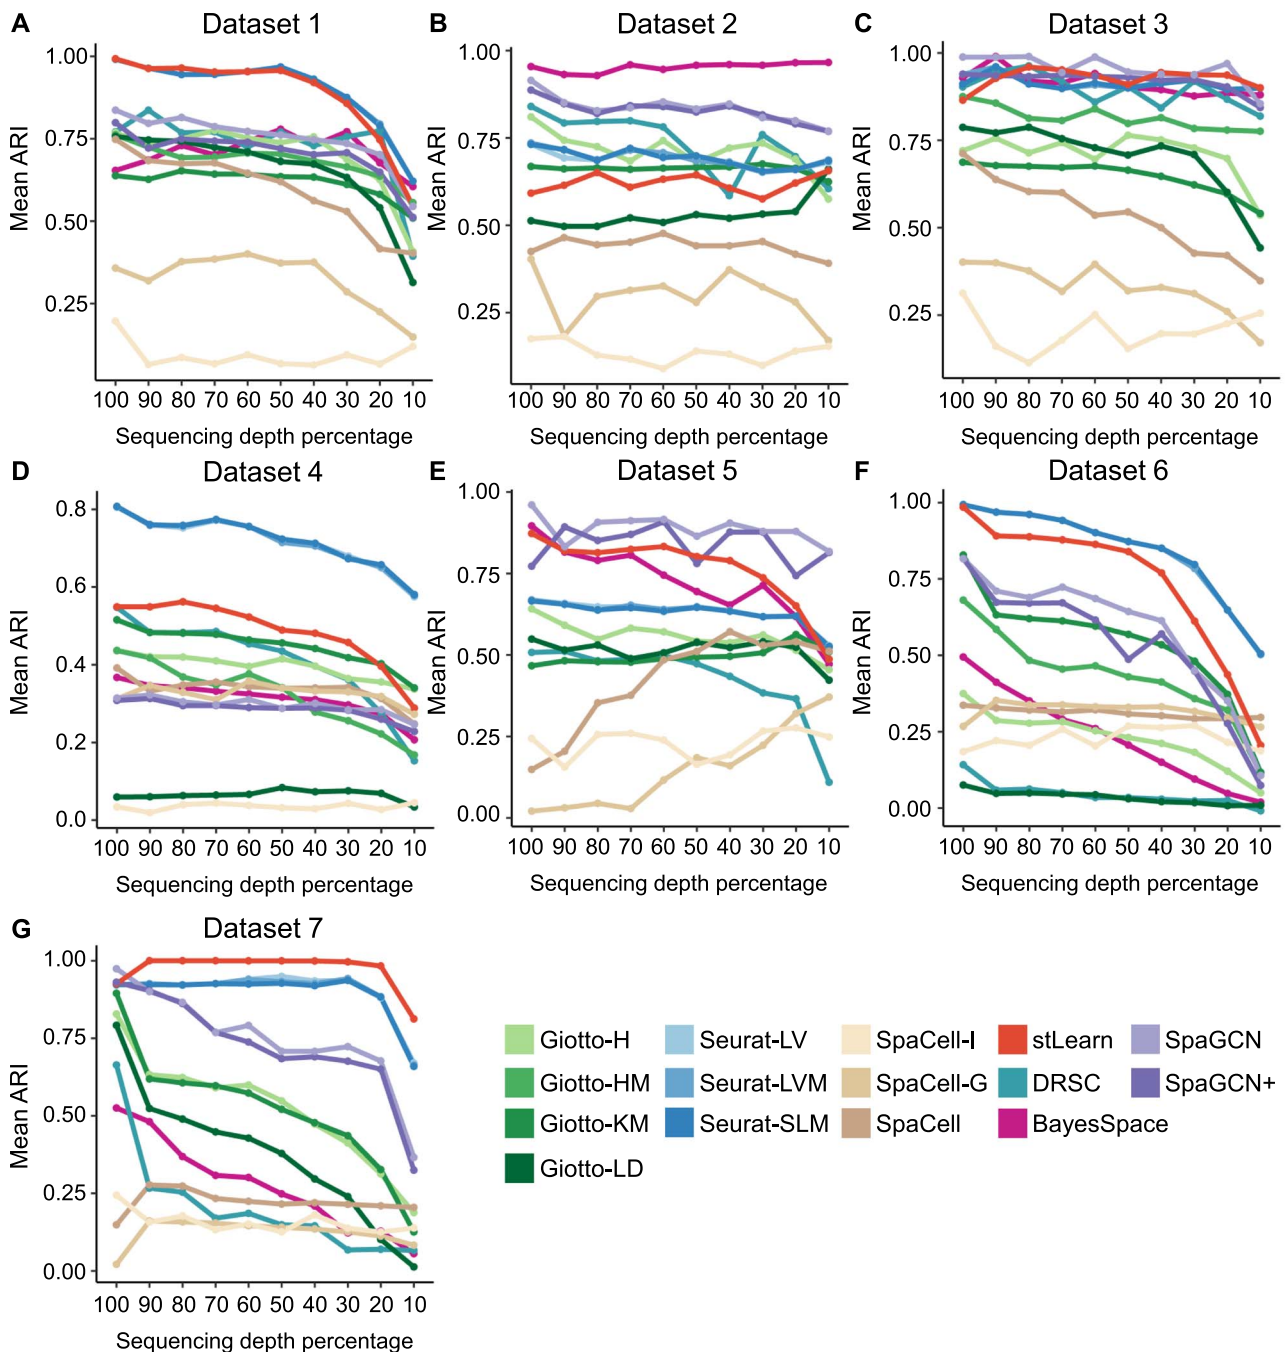 A Dataset 1
Mean ARI
1.00
0.75
0.50
0.25
100 90 80 70 60 50 40 30 20 10
Sequencing depth percentage
B Dataset 2
Mean ARI
1.00
0.75
0.50
0.25
100 90 80 70 60 50 40 30 20 10
Sequencing depth percentage
C Dataset 3
Mean ARI
1.00
0.75
0.50
0.25
100 90 80 70 60 50 40 30 20 10
Sequencing depth percentage
D Dataset 4
Mean ARI
0.8
0.6
0.4
0.2
0.0
100 90 80 70 60 50 40 30 20 10
Sequencing depth percentage
E Dataset 5
Mean ARI
1.00
0.75
0.50
0.25
0.00
100 90 80 70 60 50 40 30 20 10
Sequencing depth percentage
F Dataset 6
Mean ARI
1.00
0.75
0.50
0.25
0.00
100 90 80 70 60 50 40 30 20 10
Sequencing depth percentage
G Dataset 7
Mean ARI
1.00
0.75
0.50
0.25
0.00
100 90 80 70 60 50 40 30 20 10
Sequencing depth percentage
Giotto-H Seurat-LV SpaCell-I stLearn SpaGCN
Giotto-HM Seurat-LVM SpaCell-G DRSC SpaGCN+
Giotto-KM Seurat-SLM SpaCell BayesSpace
Giotto-LD